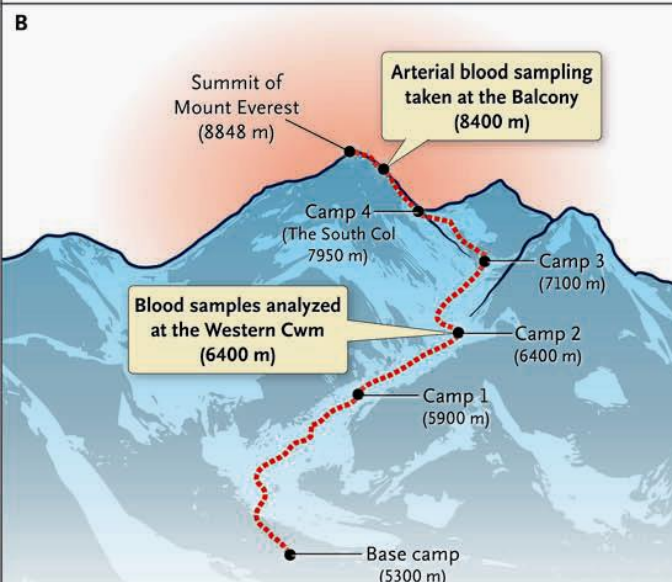 B
Summit of
Mount Everest
(8848 m)
Arterial blood sampling
taken at the Balcony
(8400 m)
Camp 4
(The South Col
7950 m)
Camp 3
(7100 m)
Blood samples analyzed
at the Western Cwm
(6400 m)
Camp 2
(6400 m)
Camp 1
(5900 m)
Base camp
(5300 m)